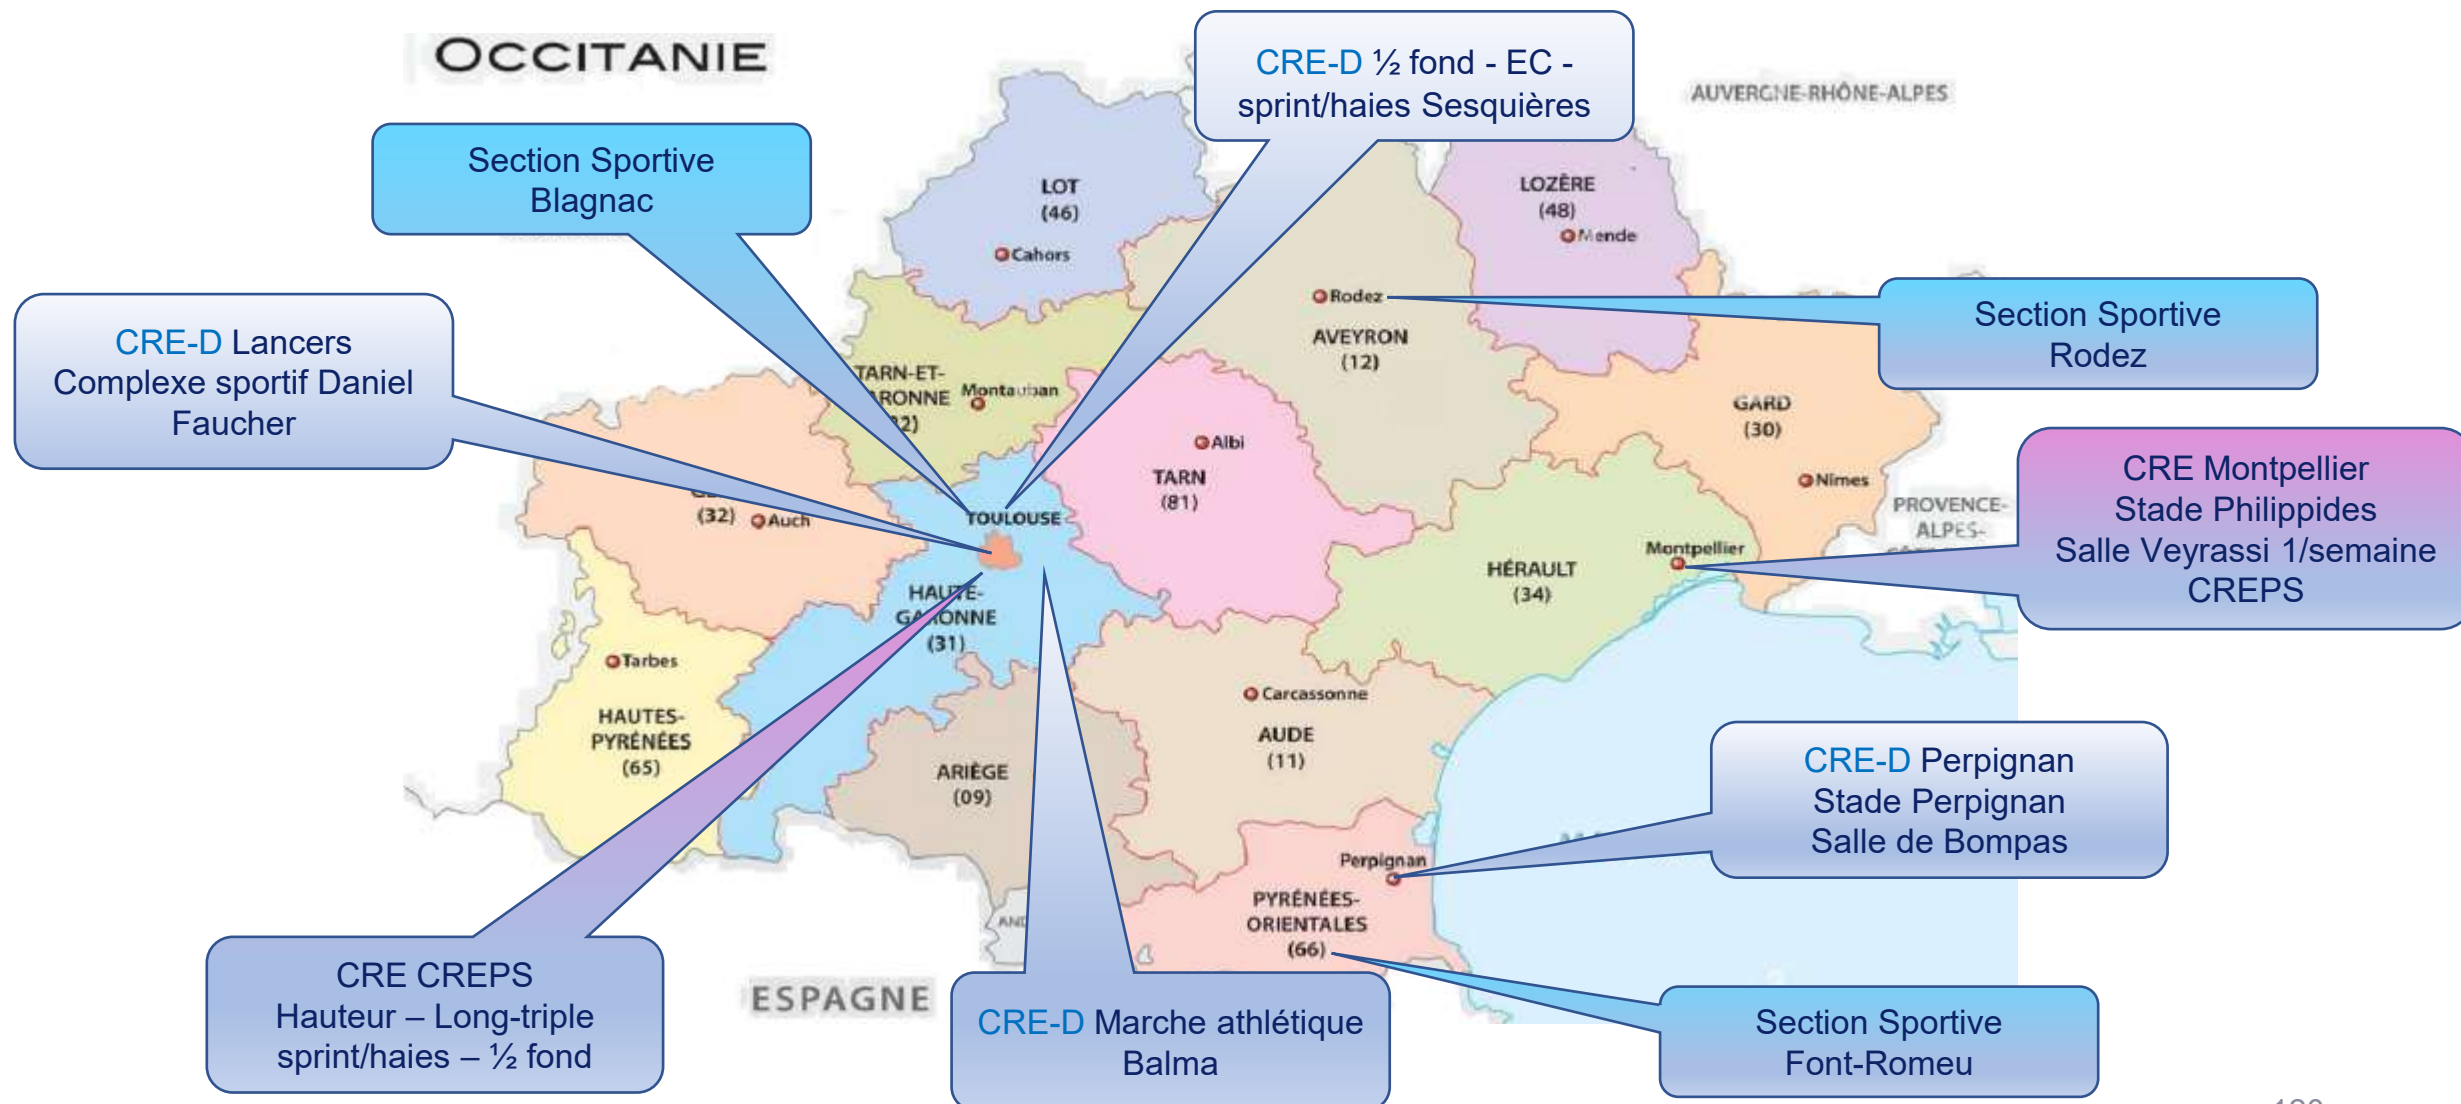 OCCITANIE
CRE-D ½ fond - EC -
sprint/haies Sesquières
AUVERGNE-RHÔNE-ALPES
Section Sportive
Blagnac
LOT
(46)
Cahors
LOZÈRE
(48)
Mende
CRE-D Lancers
Complexe sportif Daniel
Faucher
Rodez
AVEYRON
(12)
Section Sportive
Rodez
TARN-ET-
Montauban
GARD
(30)
Nîmes
Albi
TARN
(81)
(32)
Auch
TOULOUSE
CRE Montpellier
Stade Philippides
Salle Veyrassi 1/semaine
CREPS
PROVENCE-
ALPES-
Montpellier
HÉRAULT
(34)
HAUTE-
GARONNE
(31)
Tarbes
HAUTES-
PYRÉNÉES
(65)
Carcassonne
AUDE
(11)
ARIÈGE
(09)
CRE-D Perpignan
Stade Perpignan
Salle de Bompas
Perpignan
PYRÉNÉES-
ORIENTALES
(66)
CRE CREPS
Hauteur – Long-triple
sprint/haies – ½ fond
ESPAGNE
CRE-D Marche athlétique
Balma
Section Sportive
Font-Romeu